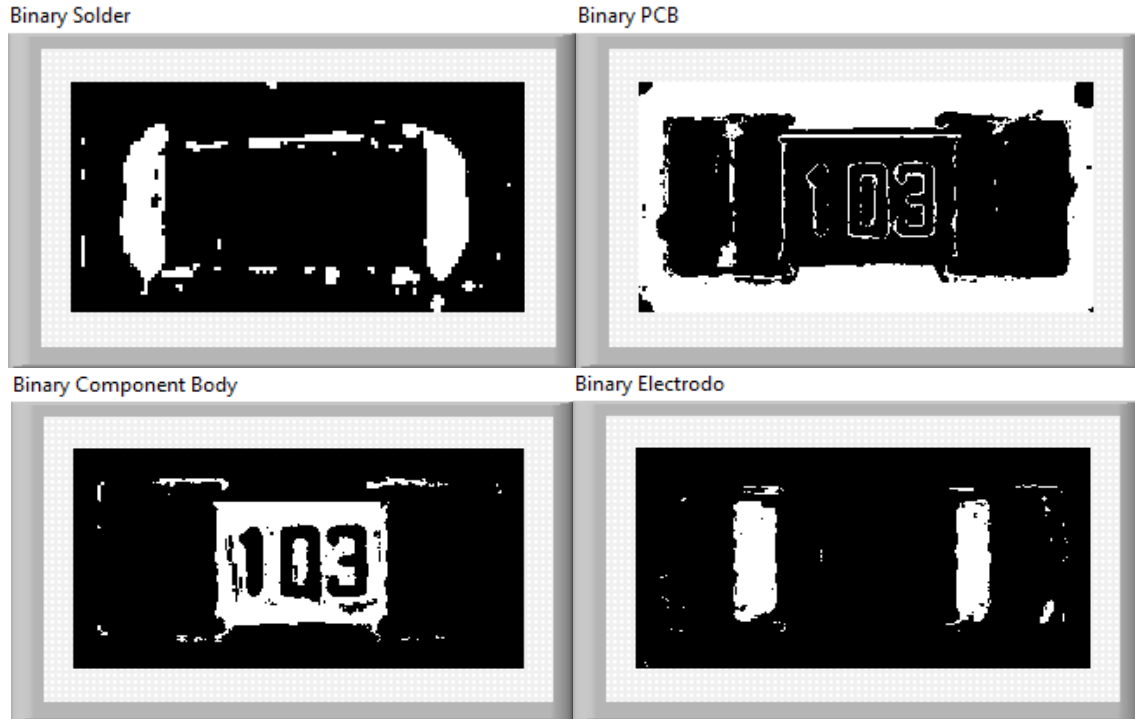 Binary Solder
Binary PCB
103
Binary Component Body
Binary Electrodo
103